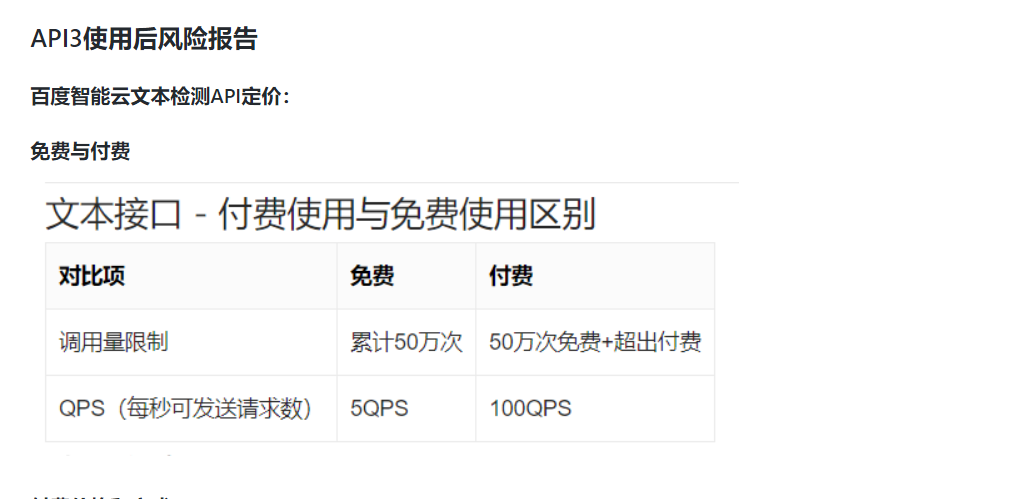 API3使用后风险报告
百度智能云文本检测API定价：
免费与付费
文本接口 - 付费使用与免费使用区别
对比项 免费 付费
调用量限制 累计50万次 50万次免费+超出付费
QPS（每秒可发送请求数） 5QPS 100QPS